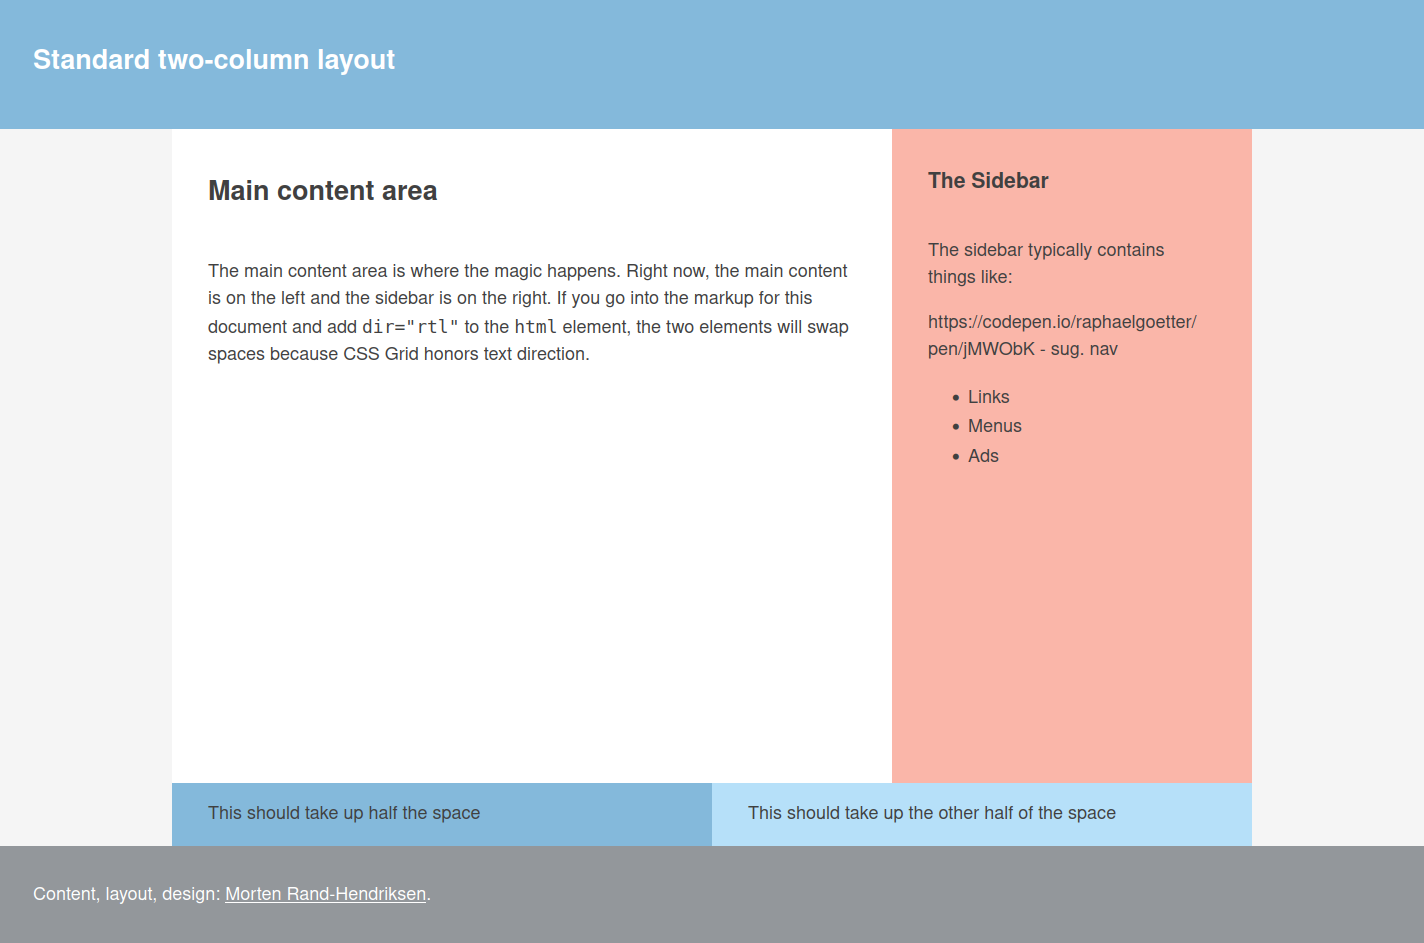 Standard two-column layout
Main content area
The main content area is where the magic happens. Right now, the main content
is on the left and the sidebar is on the right. If you go into the markup for this
document and add dir="rtl" to the html element, the two elements will swap
spaces because CSS Grid honors text direction.
The Sidebar
The sidebar typically contains
things like:
https://codepen.io/raphaelgoetter/
pen/jMWObK - sug. nav
• Links
• Menus
• Ads
This should take up half the space
This should take up the other half of the space
Content, layout, design: Morten Rand-Hendriksen.